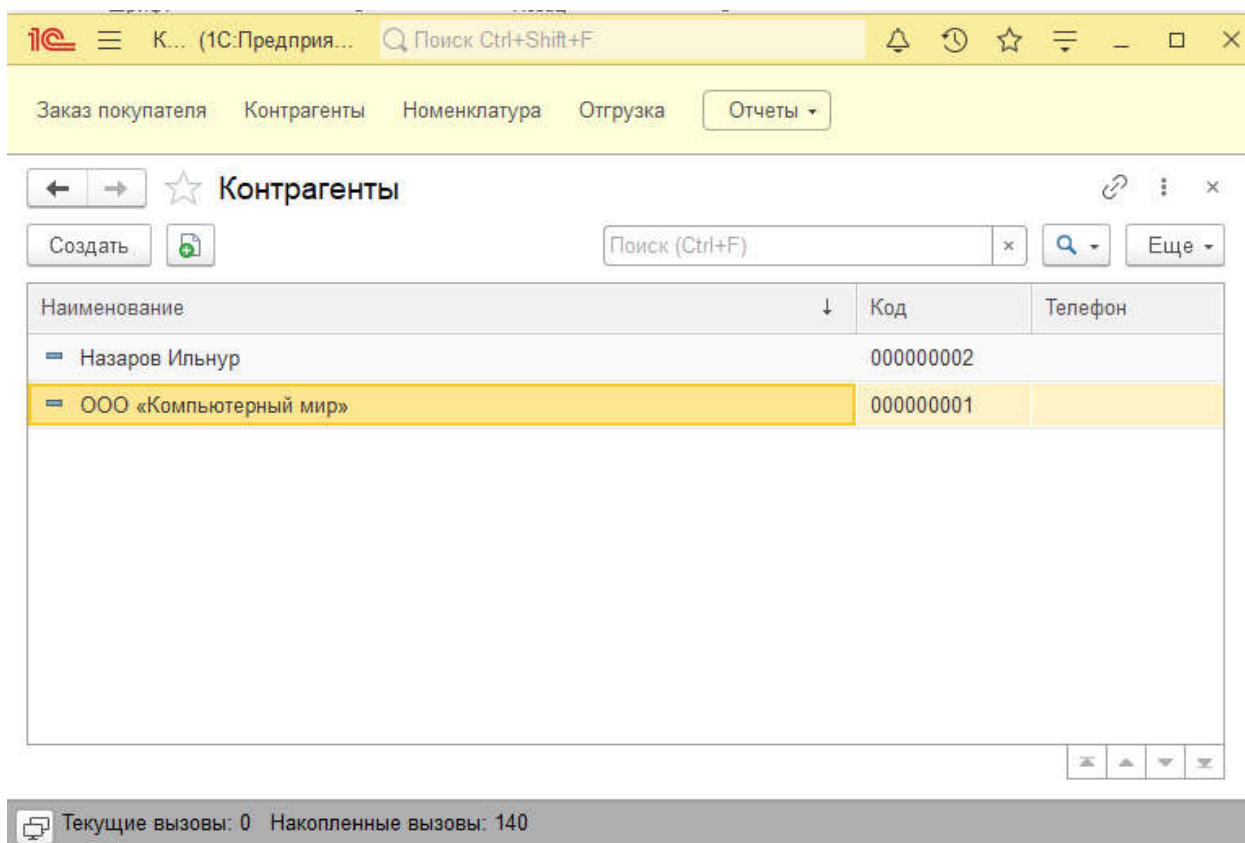 1С К... (1С:Предприя... Поиск Ctrl+Shift+F
Заказ покупателя Контрагенты Номенклатура Отгрузка Отчеты
Контрагенты
Создать Поиск (Ctrl+F) × Еще
Наименование ↓ Код Телефон
Назаров Ильнур 000000002
ООО «Компьютерный мир» 000000001
Текущие вызовы: 0 Накопленные вызовы: 140